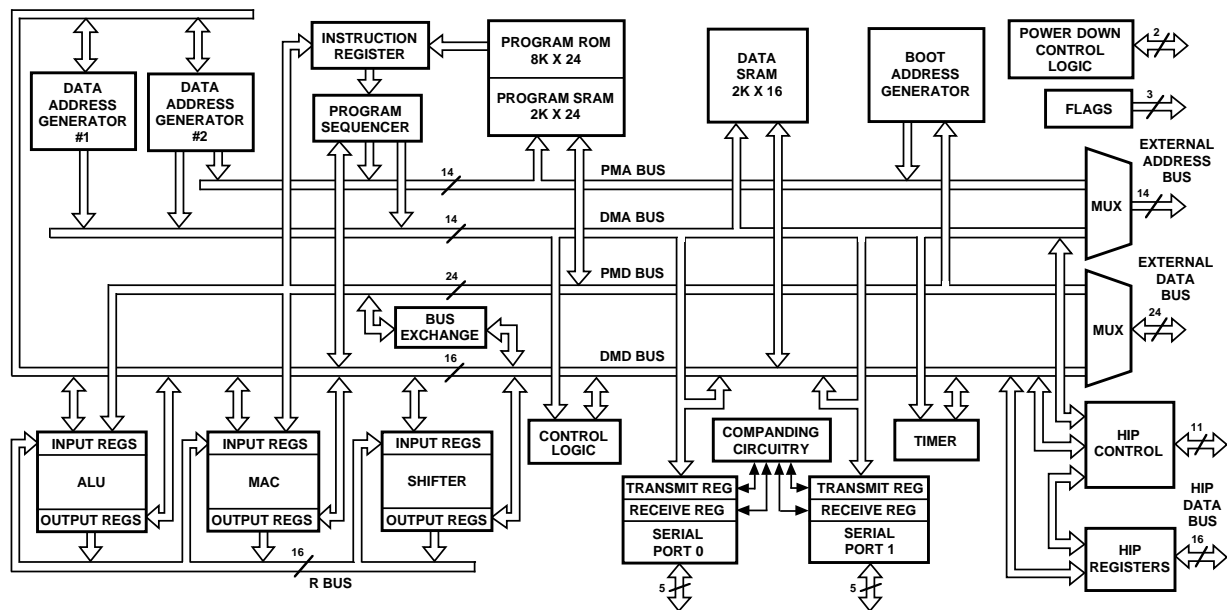 INSTRUCTION
REGISTER
PROGRAM ROM
8K X 24
PROGRAM SRAM
2K X 24
DATA
SRAM
2K X 16
BOOT
ADDRESS
GENERATOR
POWER DOWN
CONTROL
LOGIC
2
FLAGS
3
DATA
ADDRESS
GENERATOR
#1
DATA
ADDRESS
GENERATOR
#2
PROGRAM
SEQUENCER
EXTERNAL
ADDRESS
BUS
14
PMA BUS
MUX
14
14
DMA BUS
24
PMD BUS
EXTERNAL
DATA
BUS
MUX
24
BUS
EXCHANGE
16
DMD BUS
INPUT REGS
ALU
OUTPUT REGS
INPUT REGS
MAC
OUTPUT REGS
INPUT REGS
SHIFTER
OUTPUT REGS
CONTROL
LOGIC
COMPANDING
CIRCUITRY
TIMER
HIP
CONTROL
11
TRANSMIT REG
RECEIVE REG
SERIAL
PORT 0
5
TRANSMIT REG
RECEIVE REG
SERIAL
PORT 1
5
HIP
DATA
BUS
HIP
REGISTERS
16
16
R BUS